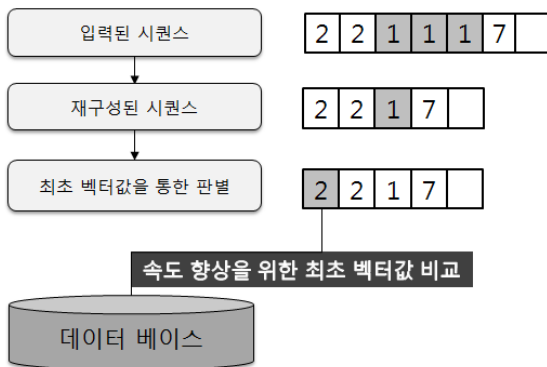 입력된 시퀀스
2 2 1 1 1 7
재구성된 시퀀스
2 2 1 7
최초 벡터값을 통한 판별
2 2 1 7
속도 향상을 위한 최초 벡터값 비교
데이터 베이스